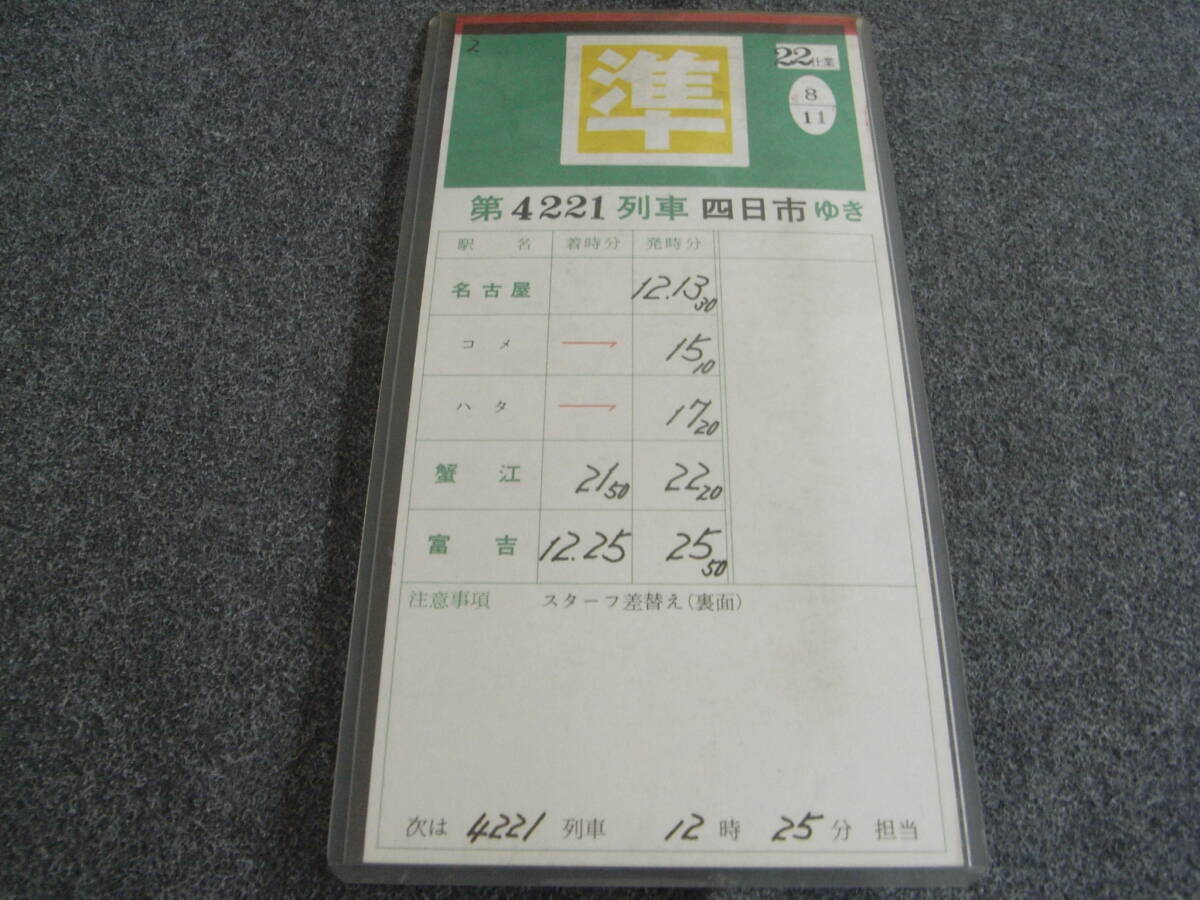 2
準
22仕業
8
11
第4221列車 四日市ゆき
駅名 着時分 発時分
名古屋 12.13 30
コメ 15 10
ハタ 17 20
蟹江 21 50 22 20
富吉 12.25 25 50
注意事項 スターフ差替え(裏面)
次は 4221 列車 12時 25分 担当